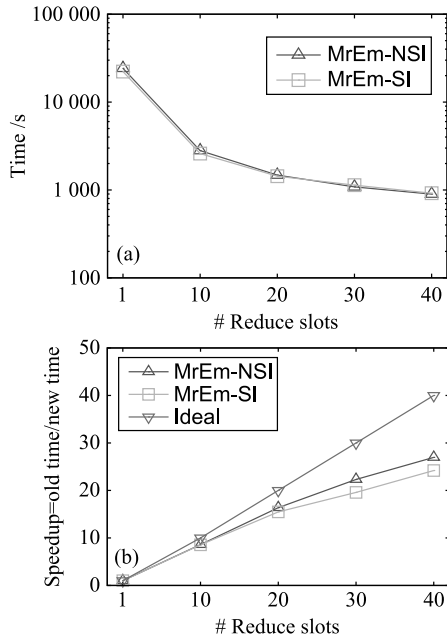 100 000
10 000
1 000
100
Time /s
MrEm-NSI
MrEm-SI
(a)
1 10 20 30 40
# Reduce slots
50
40
30
20
10
0
Speedup=old time/new time
MrEm-NSI
MrEm-SI
Ideal
(b)
1 10 20 30 40
# Reduce slots